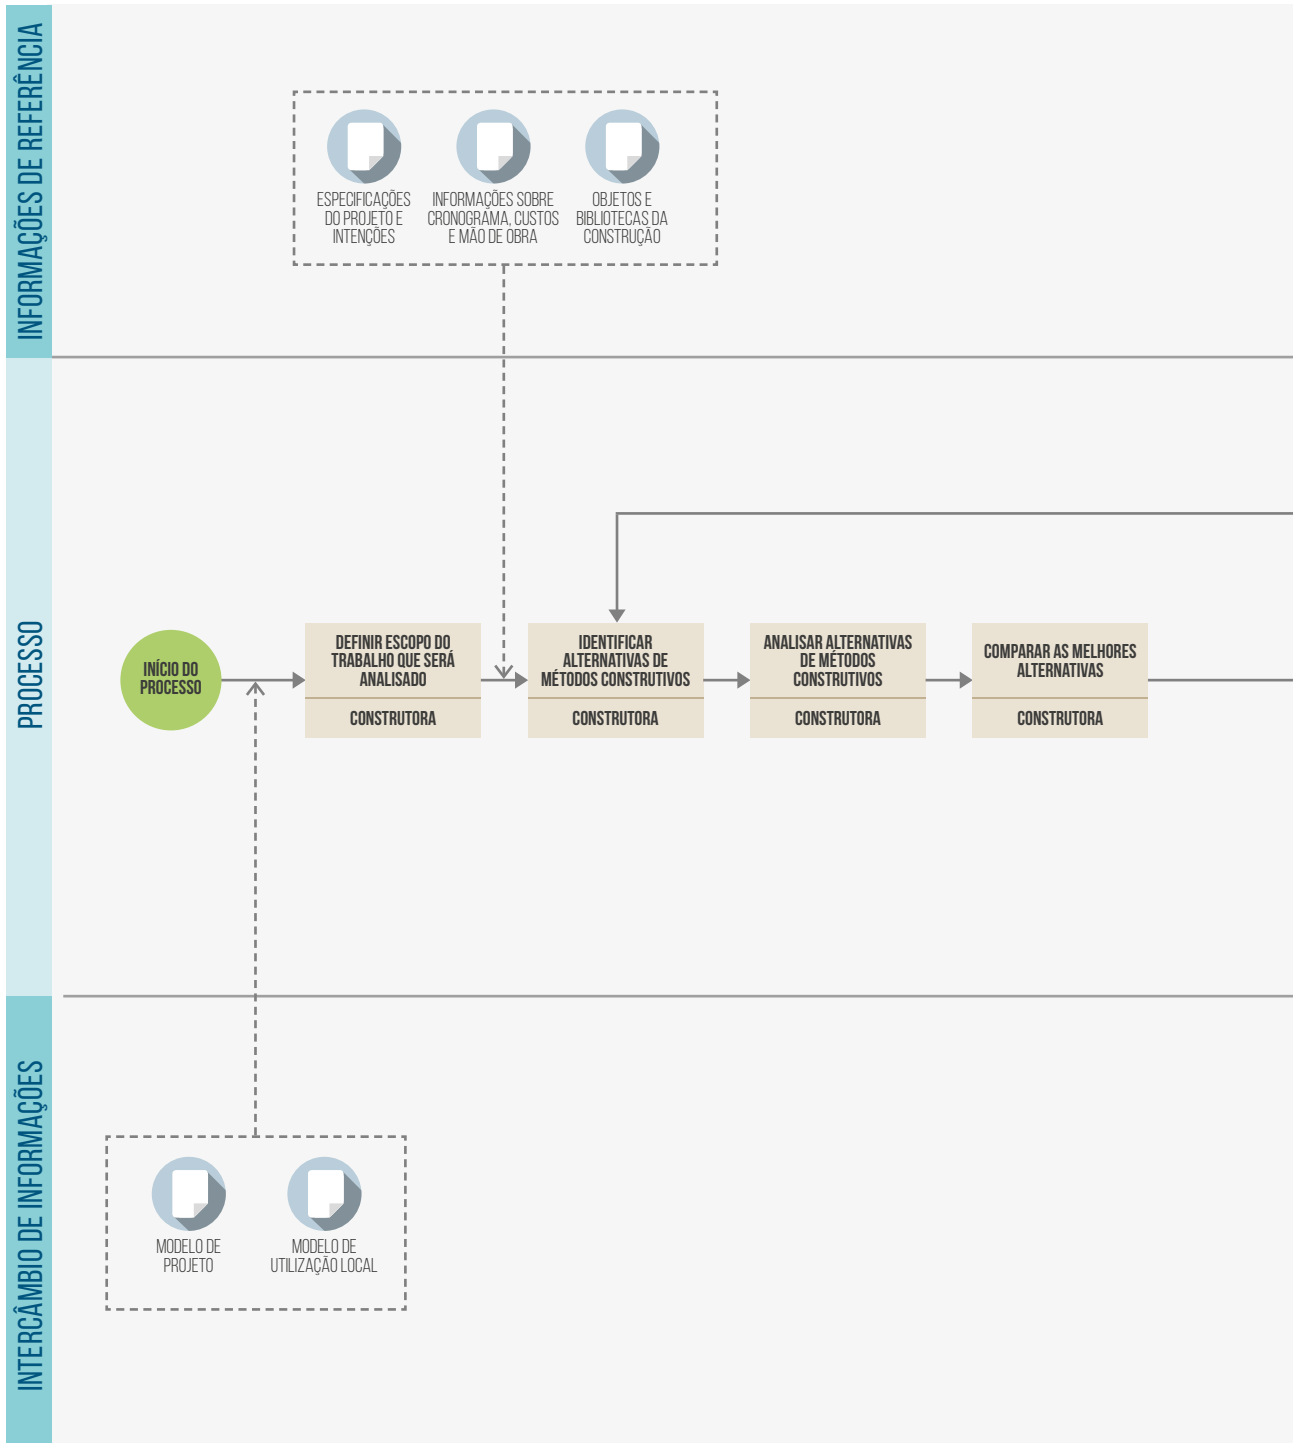 INFORMAÇÕES DE REFERÊNCIA
ESPECIFICAÇÕES
DO PROJETO E
INTENÇÕES
INFORMAÇÕES SOBRE
CRONOGRAMA, CUSTOS
E MÃO DE OBRA
OBJETOS E
BIBLIOTECAS DA
CONSTRUÇÃO
PROCESSO
INÍCIO DO
PROCESSO
DEFINIR ESCOPO DO
TRABALHO QUE SERÁ
ANALISADO
CONSTRUTORA
IDENTIFICAR
ALTERNATIVAS DE
MÉTODOS CONSTRUTIVOS
CONSTRUTORA
ANALISAR ALTERNATIVAS
DE MÉTODOS
CONSTRUTIVOS
CONSTRUTORA
COMPARAR AS MELHORES
ALTERNATIVAS
CONSTRUTORA
INTERCÂMBIO DE INFORMAÇÕES
MODELO DE
PROJETO
MODELO DE
UTILIZAÇÃO LOCAL